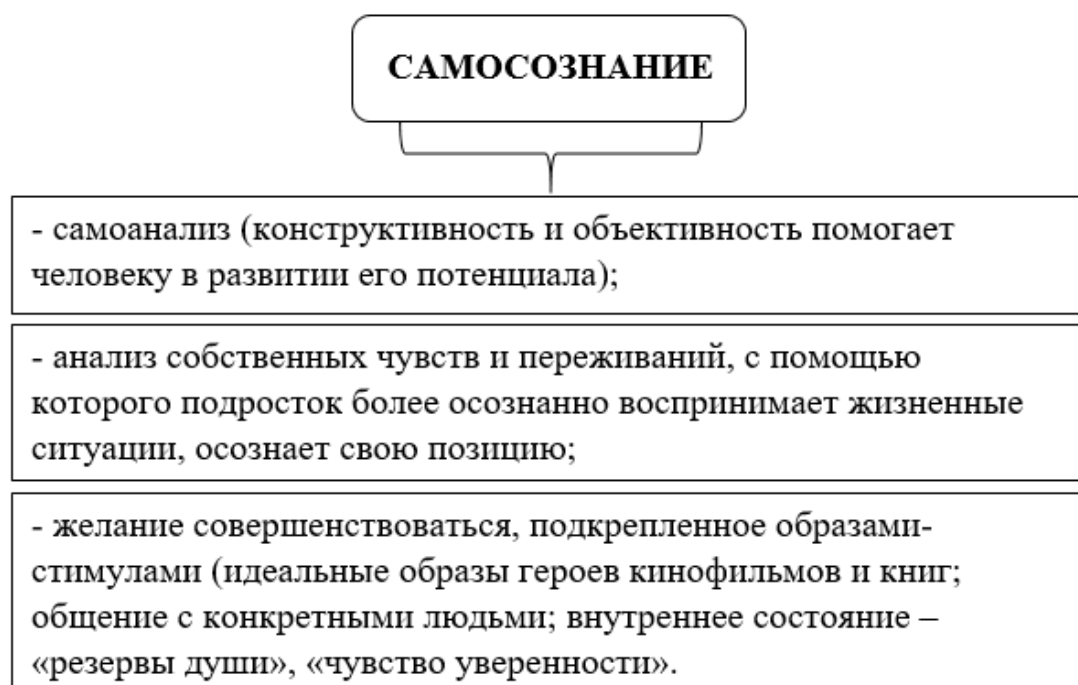 САМОСОЗНАНИЕ
- самоанализ (конструктивность и объективность помогает
человеку в развитии его потенциала);
- анализ собственных чувств и переживаний, с помощью
которого подросток более осознанно воспринимает жизненные
ситуации, осознает свою позицию;
- желание совершенствоваться, подкрепленное образами-
стимулами (идеальные образы героев кинофильмов и книг;
общение с конкретными людьми; внутреннее состояние –
«резервы души», «чувство уверенности».